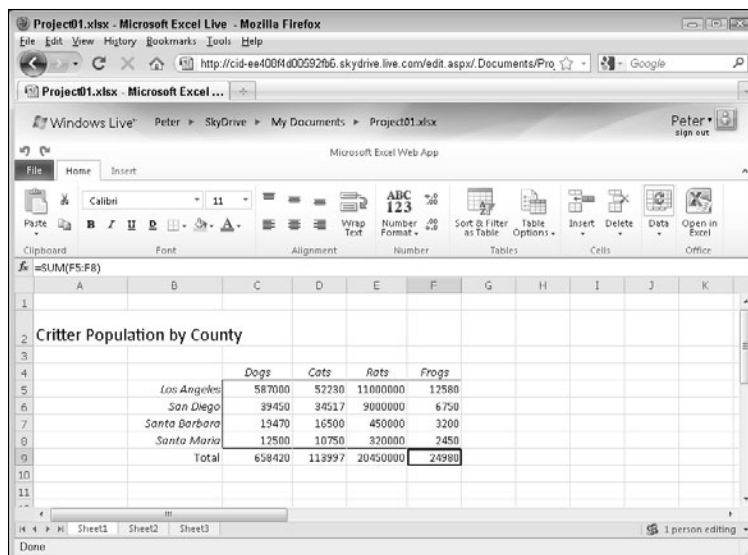 Project01.xlsx - Microsoft Excel Live - Mozilla Firefox
File Edit View History Bookmarks Tools Help
http://cid-ee408f4d00592fb6.skydrive.live.com/edit.aspx/.Documents/Proj Google
Project01.xlsx - Microsoft Excel ...
Windows Live Peter SkyDrive My Documents Project01.xlsx Peter
sign out
Microsoft Excel Web App
File Home Insert
Calibri 11 ABC 123
Paste B I U D A Wrap Text Number Format Sort & Filter as Table Table Options Insert Delete Data Open in Excel
Clipboard Font Alignment Number Tables Cells Office
fx =SUM(F5:F8)
A B C D E F G H I J K
1
2 Critter Population by County
3
4 Dogs Cats Rats Frogs
5 Los Angeles 587000 52230 11000000 12580
6 San Diego 39450 34517 9000000 6750
7 Santa Barbara 19470 16500 450000 3200
8 Santa Maria 12500 10750 320000 2450
9 Total 658420 113997 20450000 24980
10
11
Sheet1 Sheet2 Sheet3 1 person editing
Done